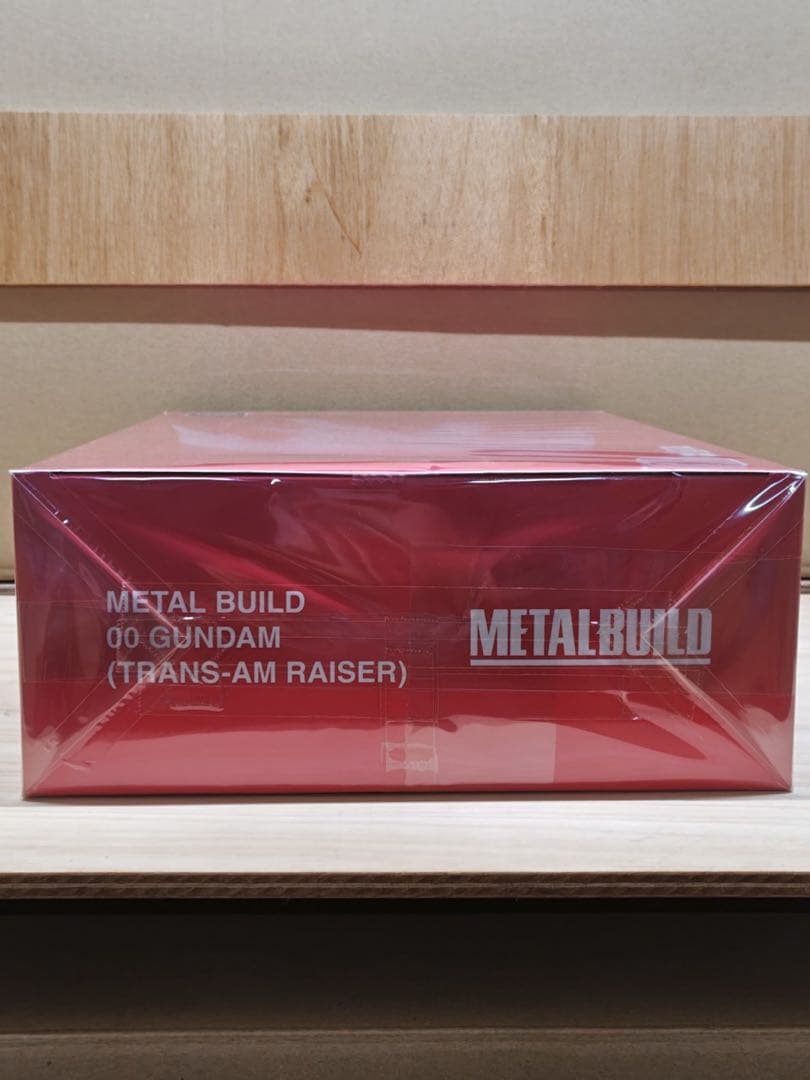 METAL BUILD
00 GUNDAM
(TRANS-AM RAISER)
METALBUILD